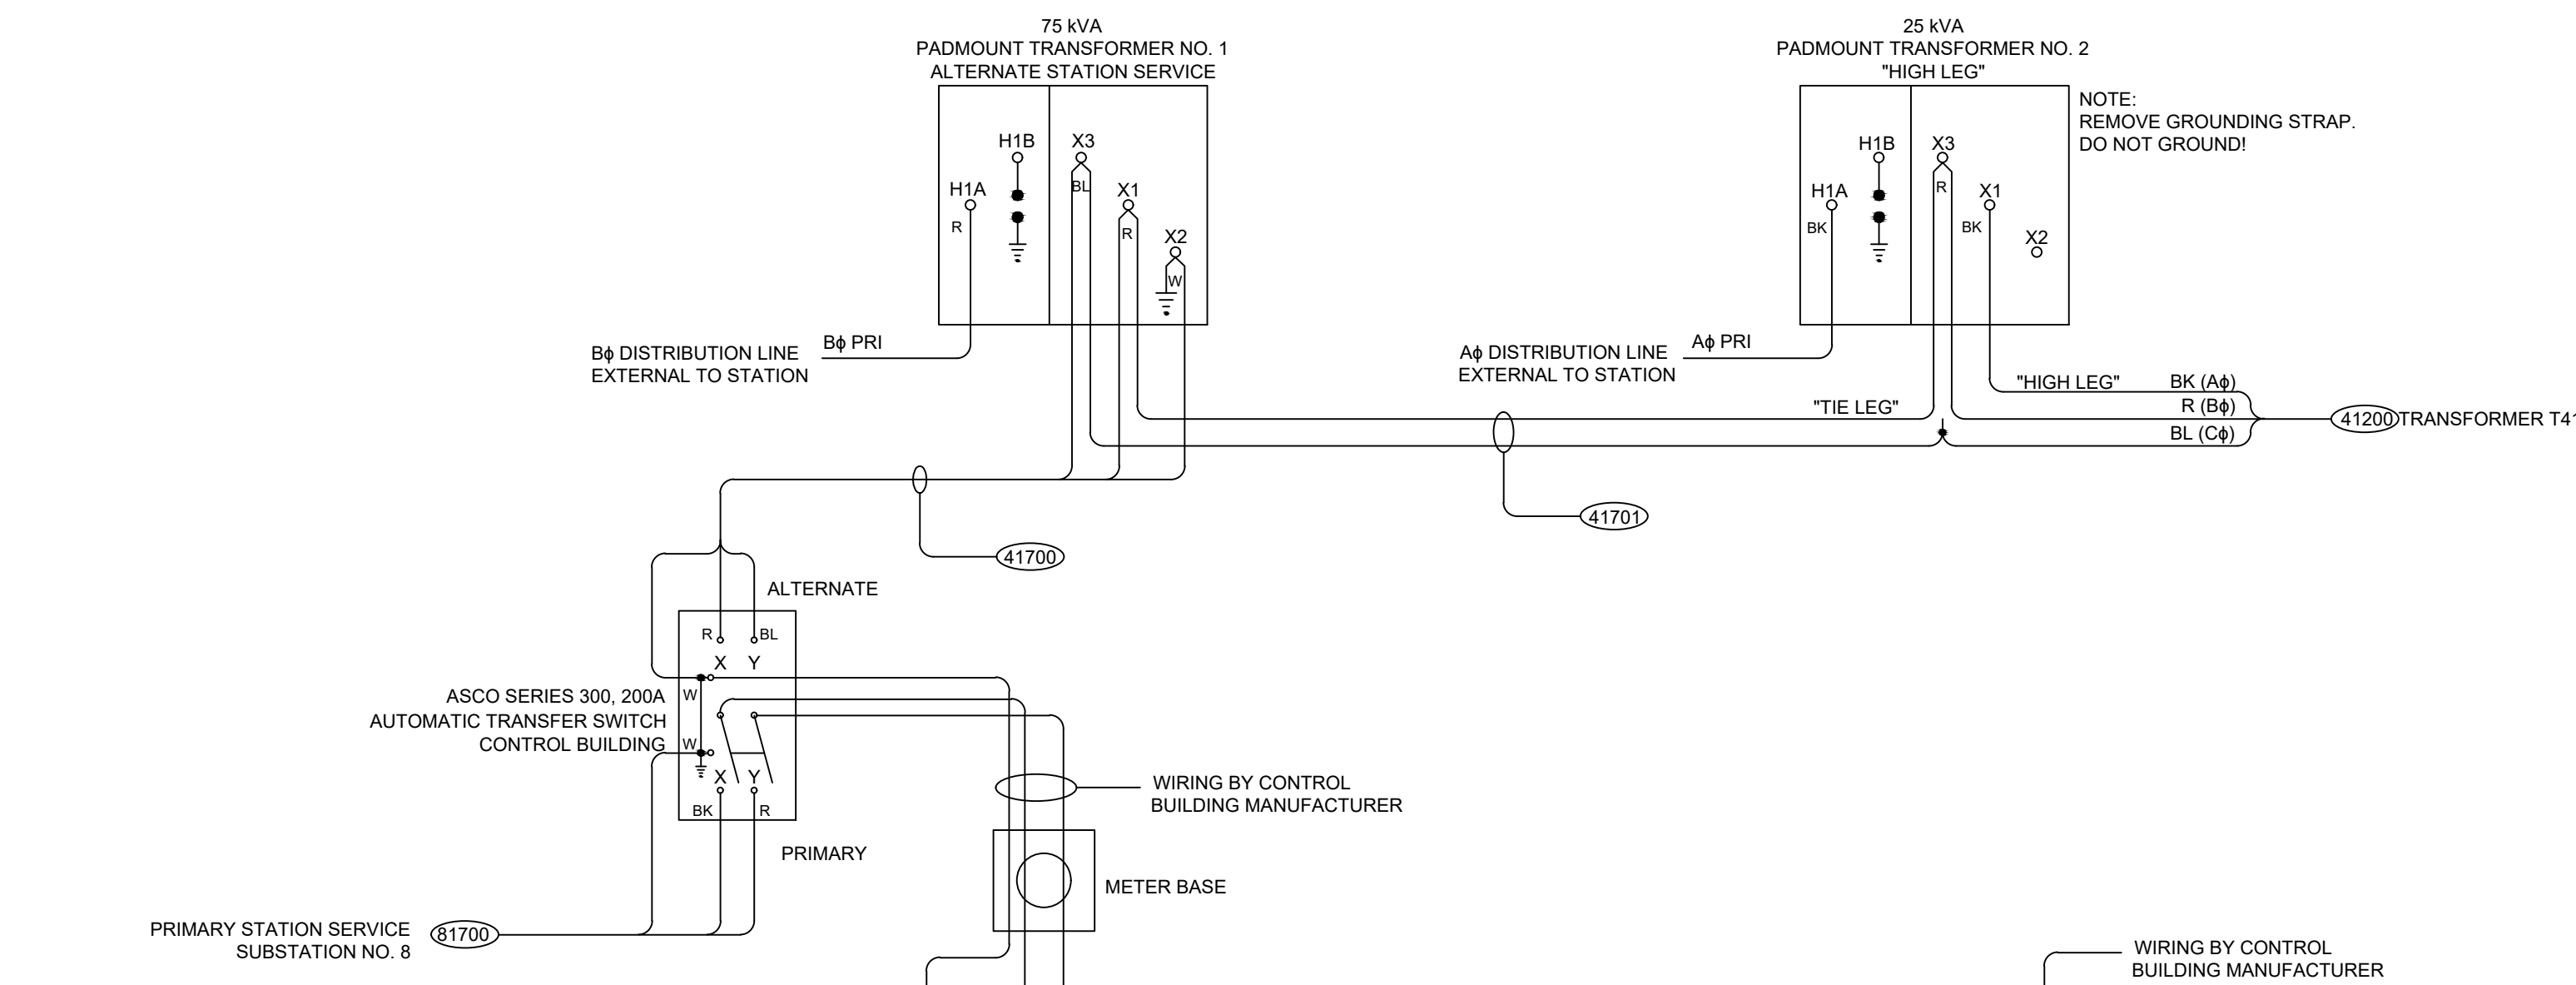 75 kVA
PADMOUNT TRANSFORMER NO. 1
ALTERNATE STATION SERVICE
H1B
X3
H1A
BL
X1
R
R
X2
W
Bϕ PRI
Bϕ DISTRIBUTION LINE
EXTERNAL TO STATION
25 kVA
PADMOUNT TRANSFORMER NO. 2
"HIGH LEG"
NOTE:
REMOVE GROUNDING STRAP.
DO NOT GROUND!
H1B
X3
H1A
R
X1
BK
BK
X2
Aϕ PRI
Aϕ DISTRIBUTION LINE
EXTERNAL TO STATION
"HIGH LEG" BK (Aϕ)
"TIE LEG"
R (Bϕ)
BL (Cϕ)
41200 TRANSFORMER T41
41701
41700
ALTERNATE
R BL
X Y
W
ASCO SERIES 300, 200A
AUTOMATIC TRANSFER SWITCH
CONTROL BUILDING
W
X Y
BK R
PRIMARY
WIRING BY CONTROL
BUILDING MANUFACTURER
METER BASE
PRIMARY STATION SERVICE
SUBSTATION NO. 8
81700
WIRING BY CONTROL
BUILDING MANUFACTURER